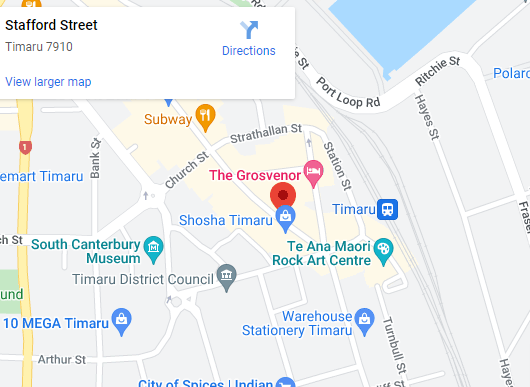 Stafford Street
Timaru 7910
Directions
View larger map
Port Loop Rd
Ritchie St
Polaro
Hayes St
Subway
Strathallan St
Station St
Church St
Bank St
1
emart Timaru
The Grosvenor
Shosha Timaru
Timaru
Fraser
ch St
South Canterbury
Museum
Te Ana Maori
Rock Art Centre
Timaru District Council
ound
10 MEGA Timaru
Warehouse
Stationery Timaru
Turnbull St
Arthur St
City of Spices | Indian